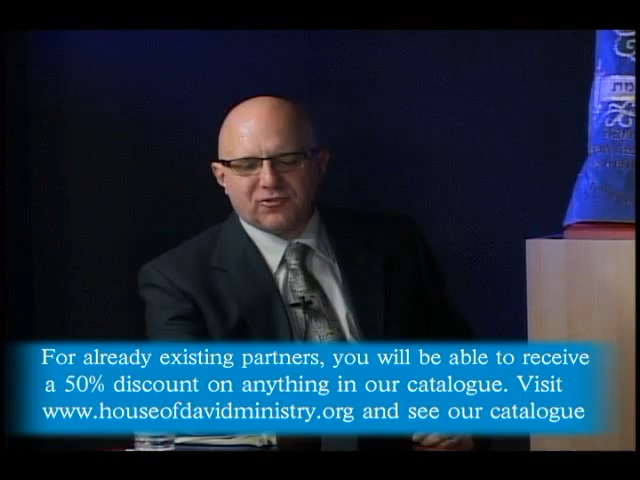 For already existing partners, you will be able to receive
a 50% discount on anything in our catalogue. Visit
www.houseofdavidministry.org and see our catalogue